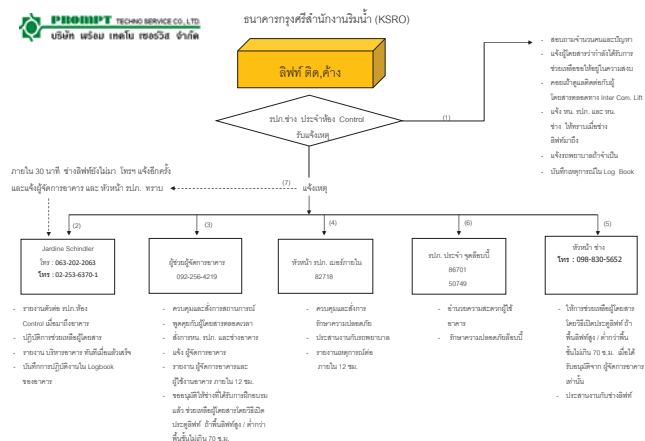 PROMPT TECHNO SERVICE CO., LTD.
บริษัท พร้อม เทคโน เซอร์วิส จำกัด
ธนาคารกรุงศรีสำนักงานริมน้ำ (KSRO)
ลิฟท์ ติด,ค้าง
รปภ.ช่าง ประจำห้อง Control
รับแจ้งเหตุ
(1)
- สอบถามจำนวนคนและปัญหา
- แจ้งผู้โดยสารว่ากำลังได้รับการ
ช่วยเหลือขอให้อยู่ในความสงบ
- คอยเฝ้าดูแลติดต่อกับผู้
โดยสารตลอดทาง Inter Com. Lift
- แจ้ง หน. รปภ. และ หน.
ช่าง ให้ทราบเมื่อช่าง
ลิฟท์มาถึง
- แจ้งรถพยาบาลถ้าจำเป็น
- บันทึกเหตุการณ์ใน Log Book
ภายใน 30 นาที ช่างลิฟท์ยังไม่มา โทรฯ แจ้งอีกครั้ง
และแจ้งผู้จัดการอาคาร และ หัวหน้า รปภ. ทราบ
(7)
แจ้งเหตุ
(2)
(3)
(4)
(6)
(5)
Jardine Schindler
โทร : 063-202-2063
โทร : 02-253-6370-1
ผู้ช่วยผู้จัดการอาคาร
092-256-4219
หัวหน้า รปภ. เบอร์ภายใน
82718
รปภ. ประจำ จุดล๊อบบี้
86701
50749
หัวหน้า ช่าง
โทร : 098-830-5652
- รายงานตัวต่อ รปภ.ห้อง
Control เมื่อมาถึงอาคาร
- ปฏิบัติการช่วยเหลือผู้โดยสาร
- รายงาน บริหารอาคาร ทันทีเมื่อแล้วเสร็จ
- บันทึกการปฏิบัติงานใน Logbook
ของอาคาร
- ควบคุมและสั่งการสถานการณ์
- พูดคุยกับผู้โดยสารตลอดเวลา
- สั่งการหน. รปภ. และช่างอาคาร
- แจ้ง ผู้จัดการอาคาร
- รายงาน ผู้จัดการอาคารและ
ผู้ใช้งานอาคาร ภายใน 12 ชม.
- ขออนุมัติให้ช่างที่ได้รับการฝึกอบรม
แล้ว ช่วยเหลือผู้โดยสารโดยวิธีเปิด
ประตูลิฟท์ ถ้าพื้นลิฟท์สูง / ต่ำกว่า
พื้นชั้นไม่เกิน 70 ซ.ม.
- ควบคุมและสั่งการ
รักษาความปลอดภัย
- ประสานงานกับรถพยาบาล
- รายงานเหตุการณ์ต่อ
ภายใน 12 ชม.
- อำนวยความสะดวกผู้ใช้
อาคาร
- รักษาความปลอดภัยล๊อบบี้
- ให้การช่วยเหลือผู้โดยสาร
โดยวิธีเปิดประตูลิฟท์ ถ้า
พื้นลิฟท์สูง / ต่ำกว่าพื้น
ชั้นไม่เกิน 70 ซ.ม. เมื่อได้
รับอนุมัติจาก ผู้จัดการอาคาร
เท่านั้น
- ประสานงานกับช่างลิฟท์